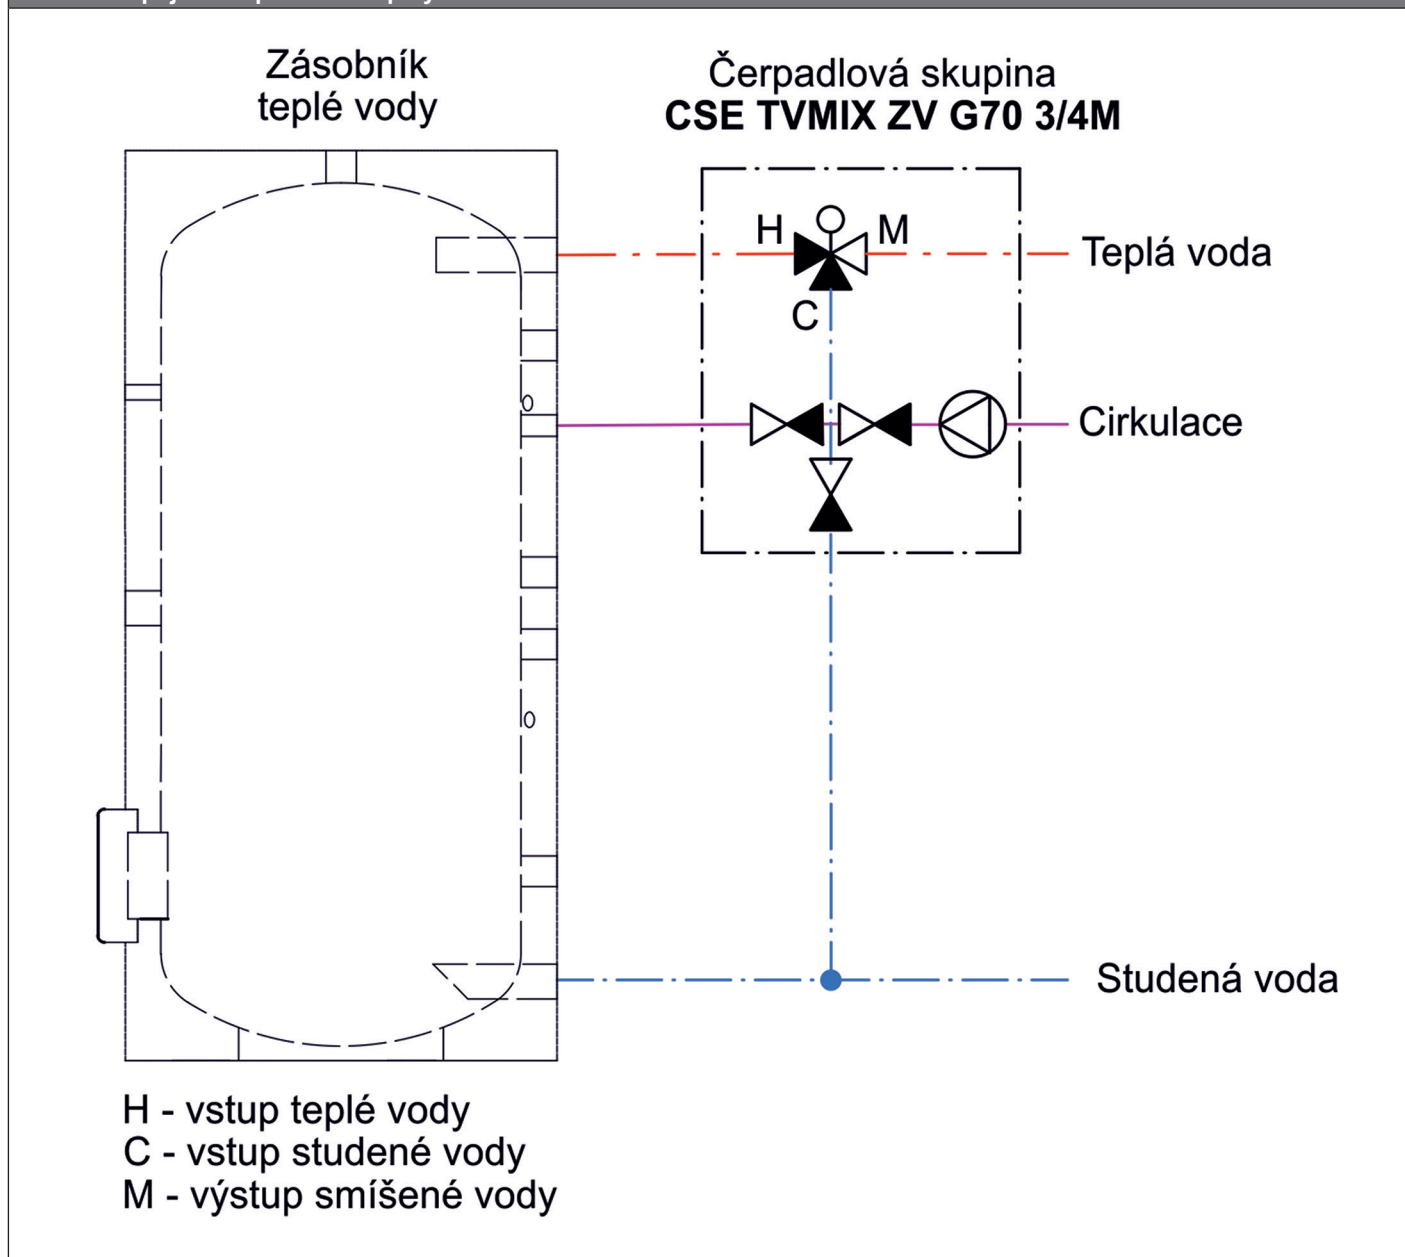 Zásobník
teplé vody
Čerpadlová skupina
CSE TVMIX ZV G70 3/4M
H
M
Teplá voda
C
Cirkulace
Studená voda
H - vstup teplé vody
C - vstup studené vody
M - výstup smíšené vody